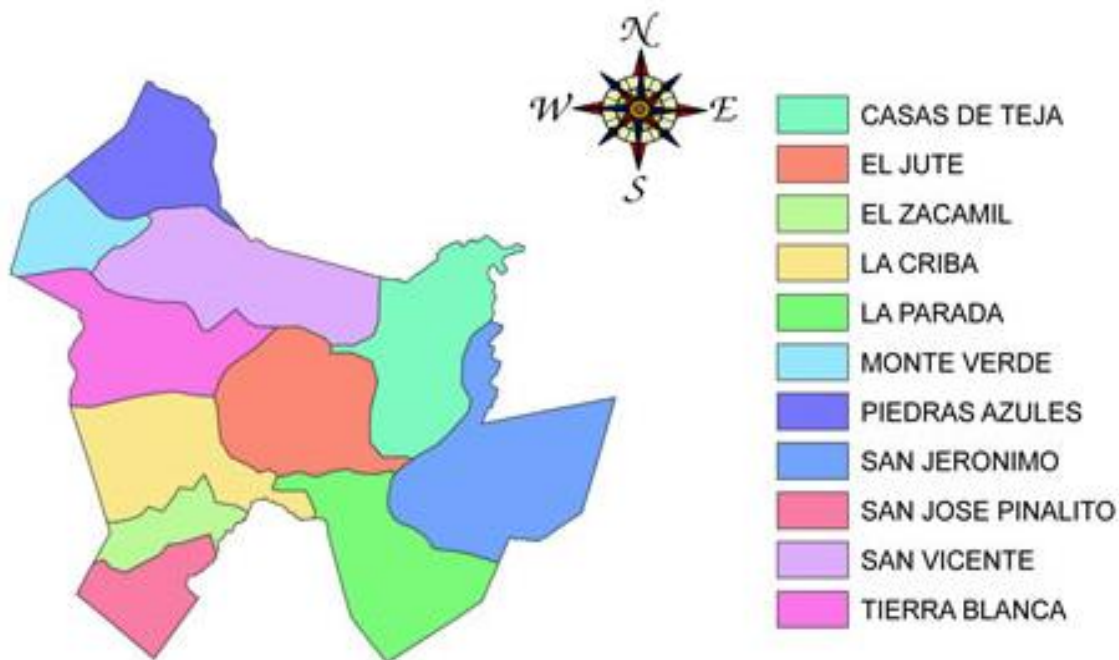 N
W E
S
CASAS DE TEJA
EL JUTE
EL ZACAMIL
LA CRIBA
LA PARADA
MONTE VERDE
PIEDRAS AZULES
SAN JERONIMO
SAN JOSE PINALITO
SAN VICENTE
TIERRA BLANCA